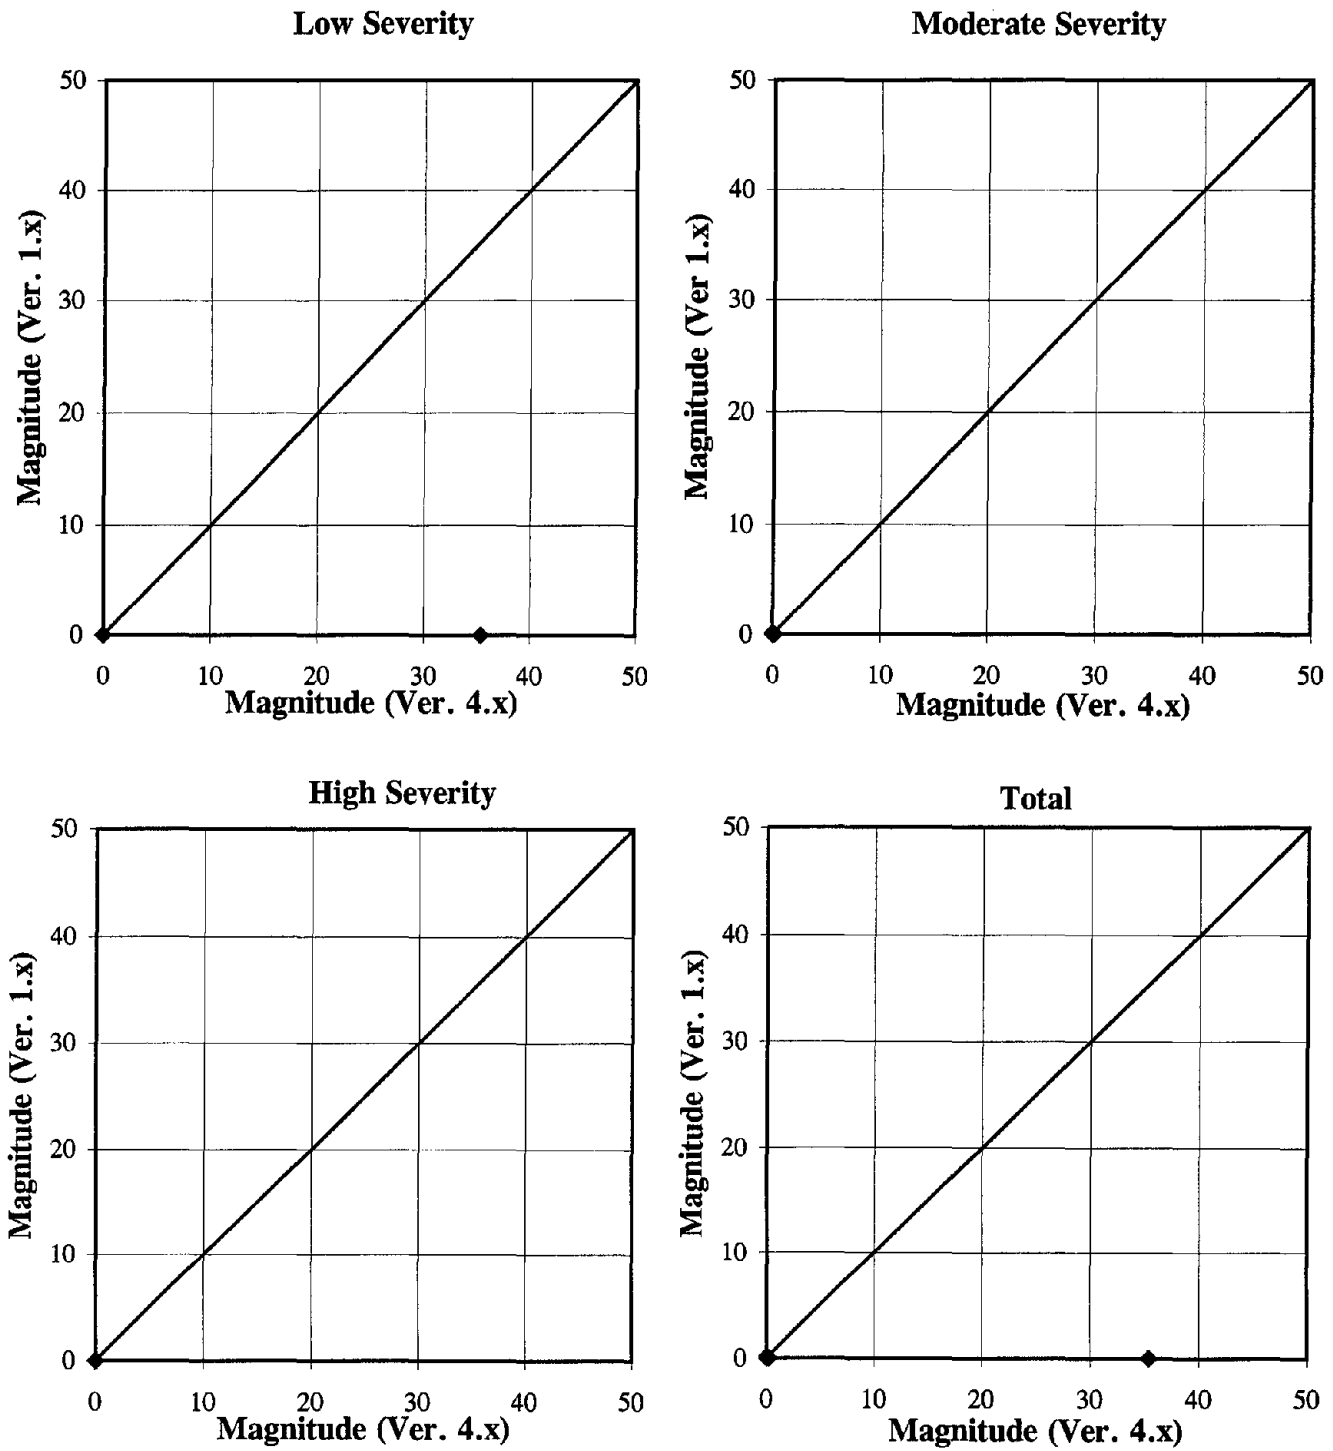 Low Severity
50
40
30
20
10
0
Magnitude (Ver. 1.x)
0 10 20 30 40 50
Magnitude (Ver. 4.x)
Moderate Severity
50
40
30
20
10
0
Magnitude (Ver 1.x)
0 10 20 30 40 50
Magnitude (Ver. 4.x)
High Severity
50
40
30
20
10
0
Magnitude (Ver. 1.x)
0 10 20 30 40 50
Magnitude (Ver. 4.x)
Total
50
40
30
20
10
0
Magnitude (Ver. 1.x)
0 10 20 30 40 50
Magnitude (Ver. 4.x)